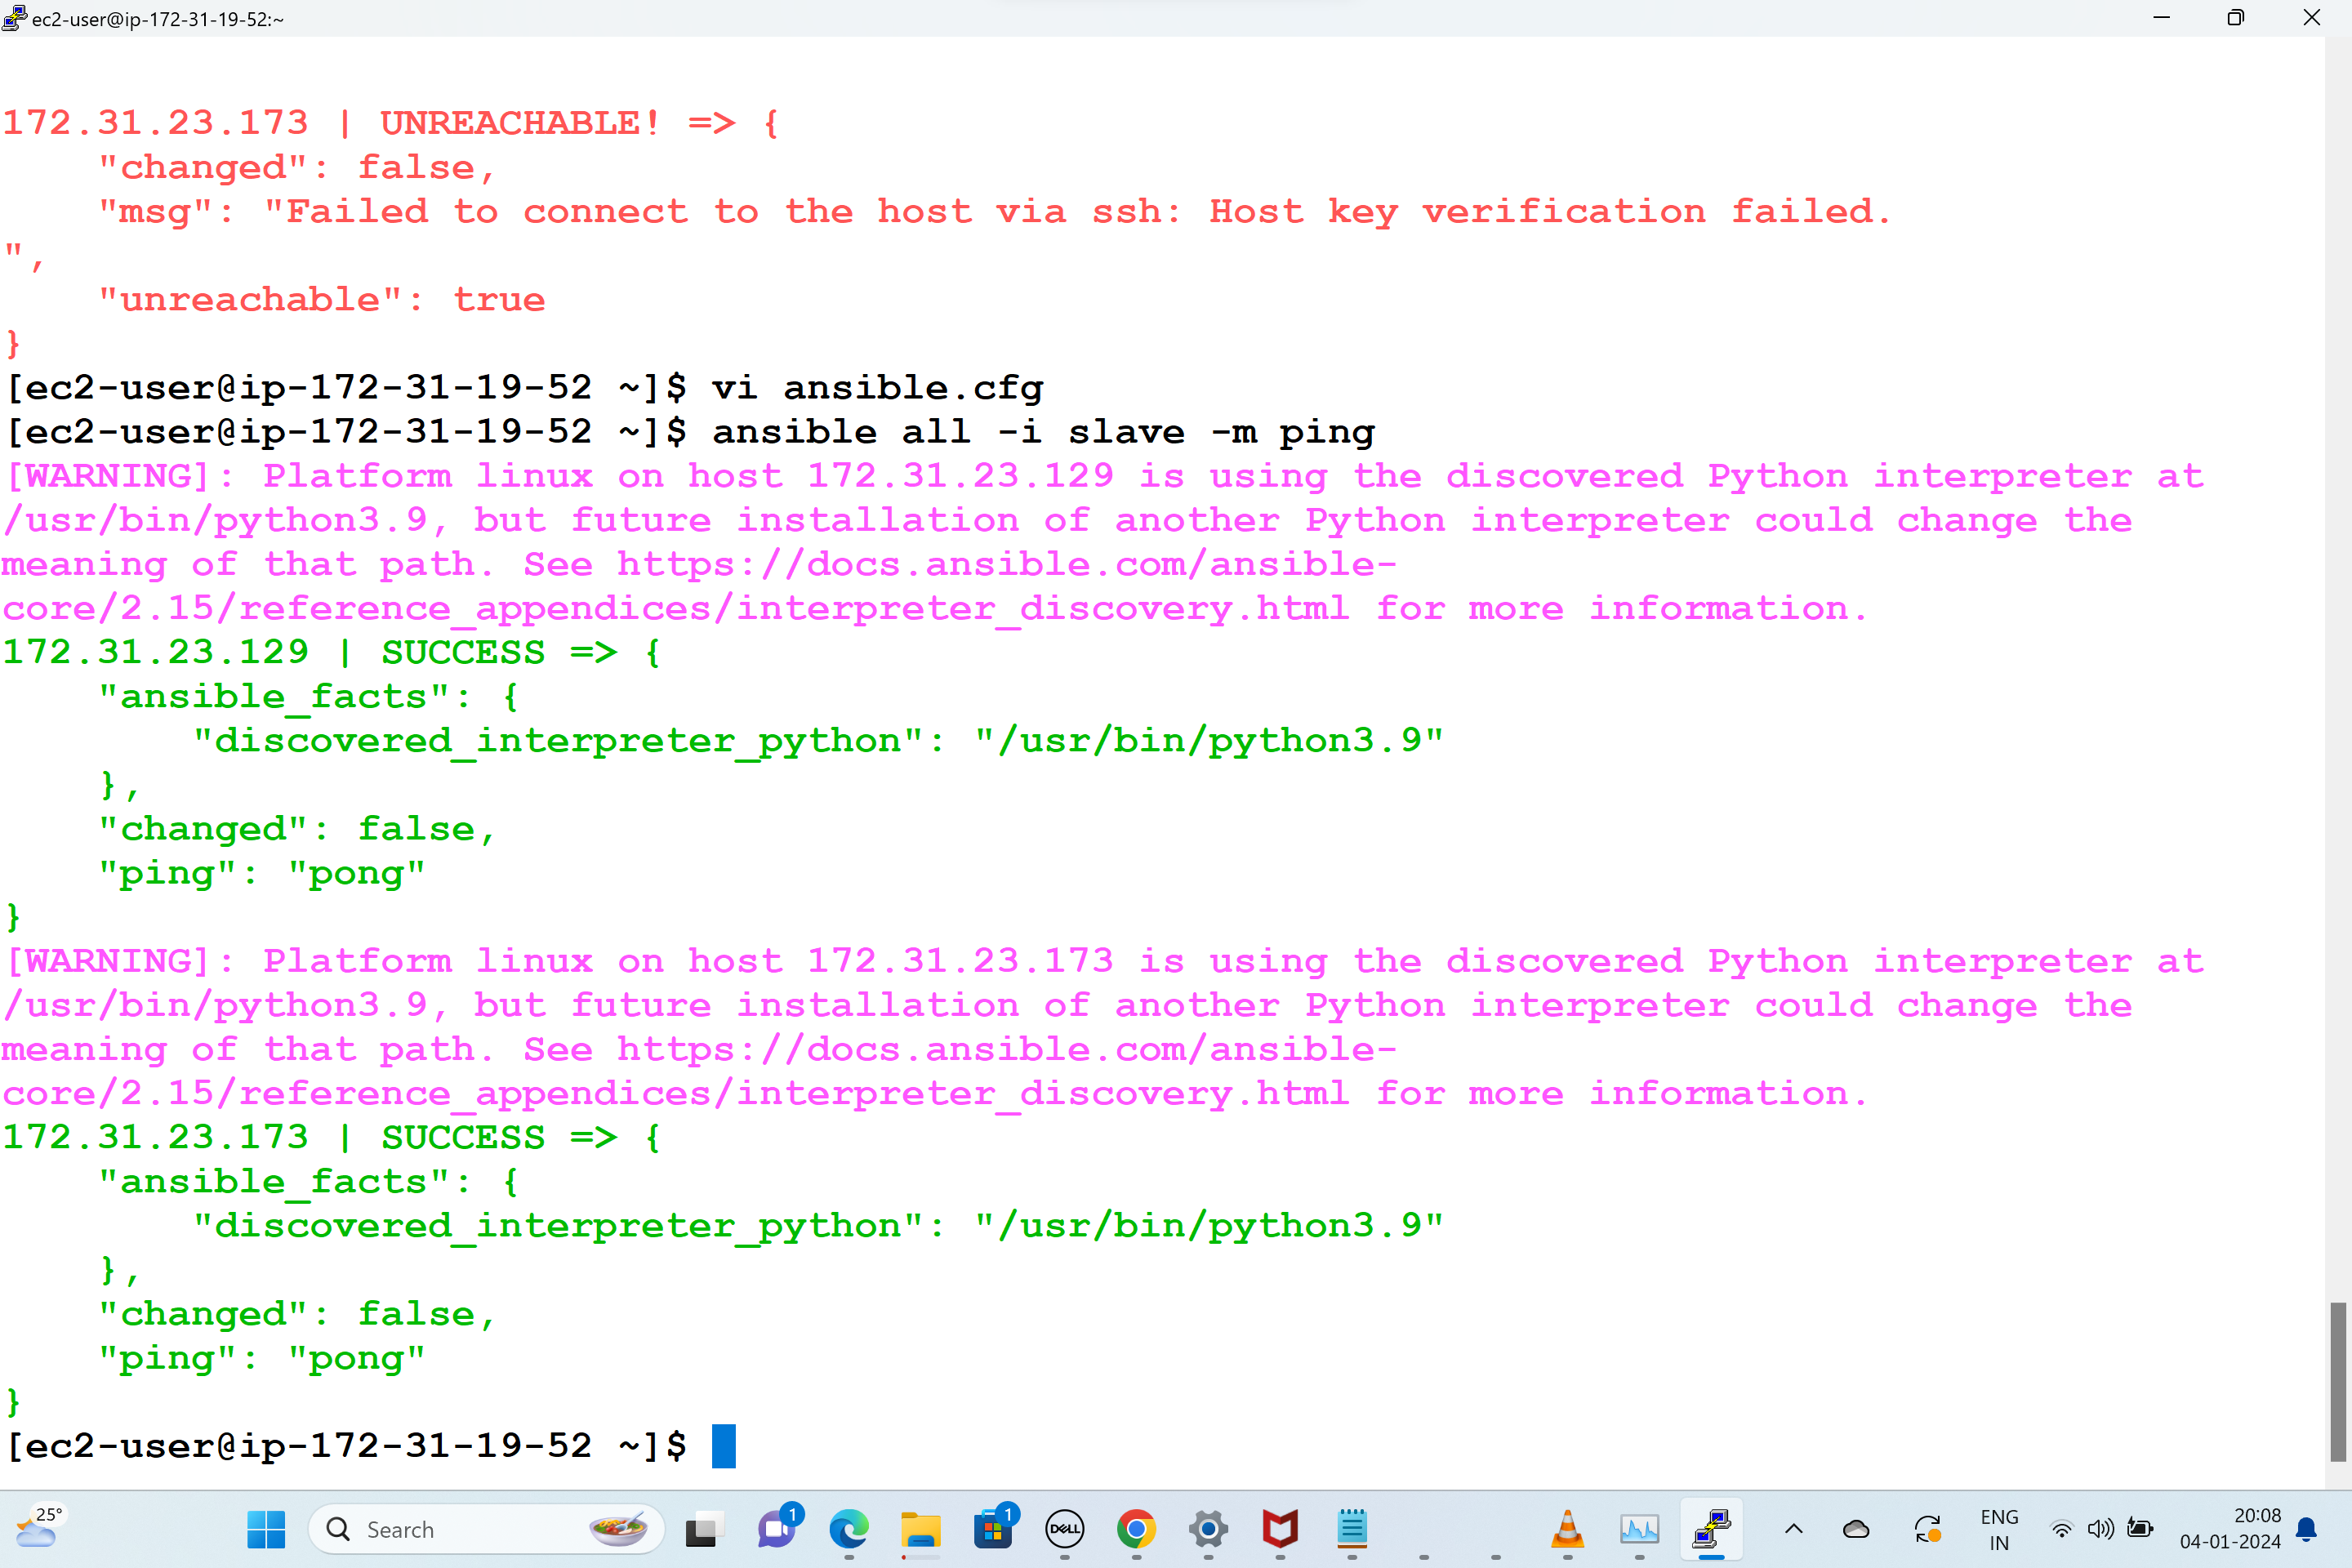 ec2-user@ip-172-31-19-52:~
172.31.23.173 | UNREACHABLE! => {
    "changed": false,
    "msg": "Failed to connect to the host via ssh: Host key verification failed.
",
    "unreachable": true
}
[ec2-user@ip-172-31-19-52 ~]$ vi ansible.cfg
[ec2-user@ip-172-31-19-52 ~]$ ansible all -i slave -m ping
[WARNING]: Platform linux on host 172.31.23.129 is using the discovered Python interpreter at
/usr/bin/python3.9, but future installation of another Python interpreter could change the
meaning of that path. See https://docs.ansible.com/ansible-
core/2.15/reference_appendices/interpreter_discovery.html for more information.
172.31.23.129 | SUCCESS => {
    "ansible_facts": {
        "discovered_interpreter_python": "/usr/bin/python3.9"
    },
    "changed": false,
    "ping": "pong"
}
[WARNING]: Platform linux on host 172.31.23.173 is using the discovered Python interpreter at
/usr/bin/python3.9, but future installation of another Python interpreter could change the
meaning of that path. See https://docs.ansible.com/ansible-
core/2.15/reference_appendices/interpreter_discovery.html for more information.
172.31.23.173 | SUCCESS => {
    "ansible_facts": {
        "discovered_interpreter_python": "/usr/bin/python3.9"
    },
    "changed": false,
    "ping": "pong"
}
[ec2-user@ip-172-31-19-52 ~]$
25°
Search
1
1
DELL
ENG
IN
20:08
04-01-2024